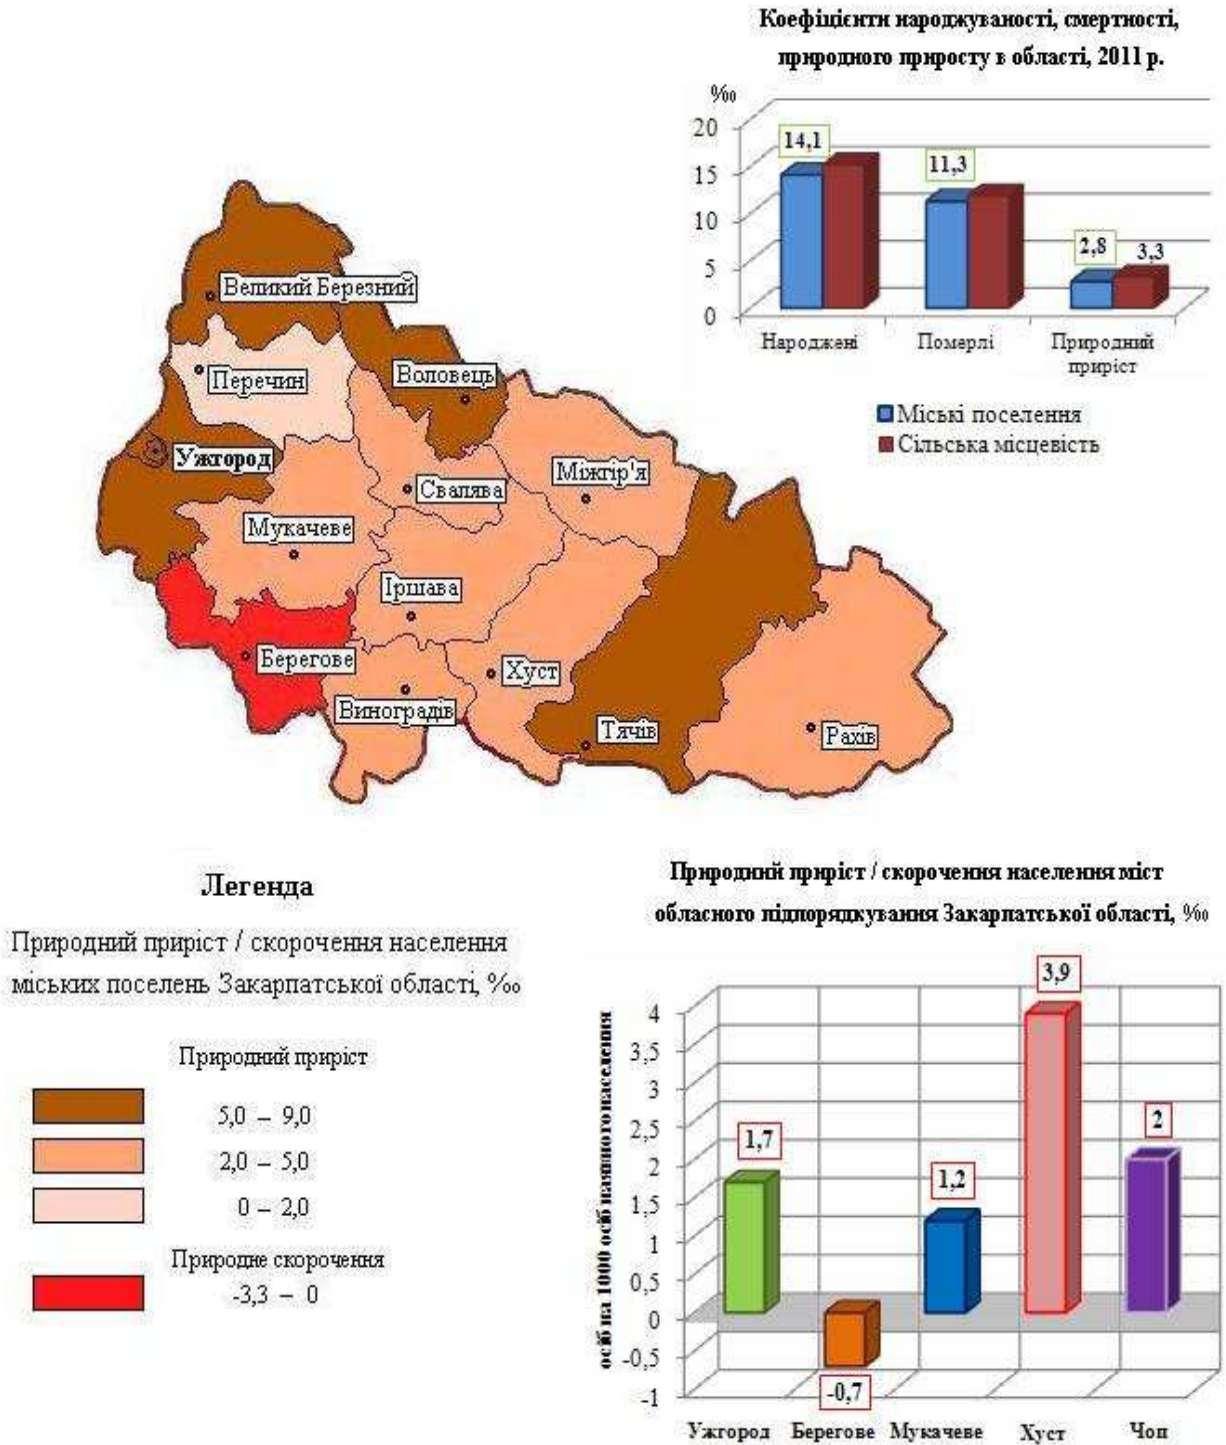 Коефіцієнти народжуваності, смертності,
природного приросту в області, 2011 р.
‰
20
15
10
5
0
14,1
11,3
2,8
3,3
Народжені
Померлі
Природний
приріст
Міські поселення
Сільська місцевість
Великий Березний
Перечин
Воловець
Ужгород
Свалява
Міжгір'я
Мукачеве
Іршава
Берегове
Хуст
Виноградів
Тячів
Рахів
Легенда
Природний приріст / скорочення населення
міських поселень Закарпатської області, ‰
Природний приріст
5,0 – 9,0
2,0 – 5,0
0 – 2,0
Природне скорочення
-3,3 – 0
Природний приріст / скорочення населення міст
обласного підпорядкування Закарпатської області, ‰
осіб на 1000 осіб наявного населення
4
3,5
3
2,5
2
1,5
1
0,5
0
-0,5
-1
1,7
-0,7
1,2
3,9
2
Ужгород
Берегове
Мукачеве
Хуст
Чоп